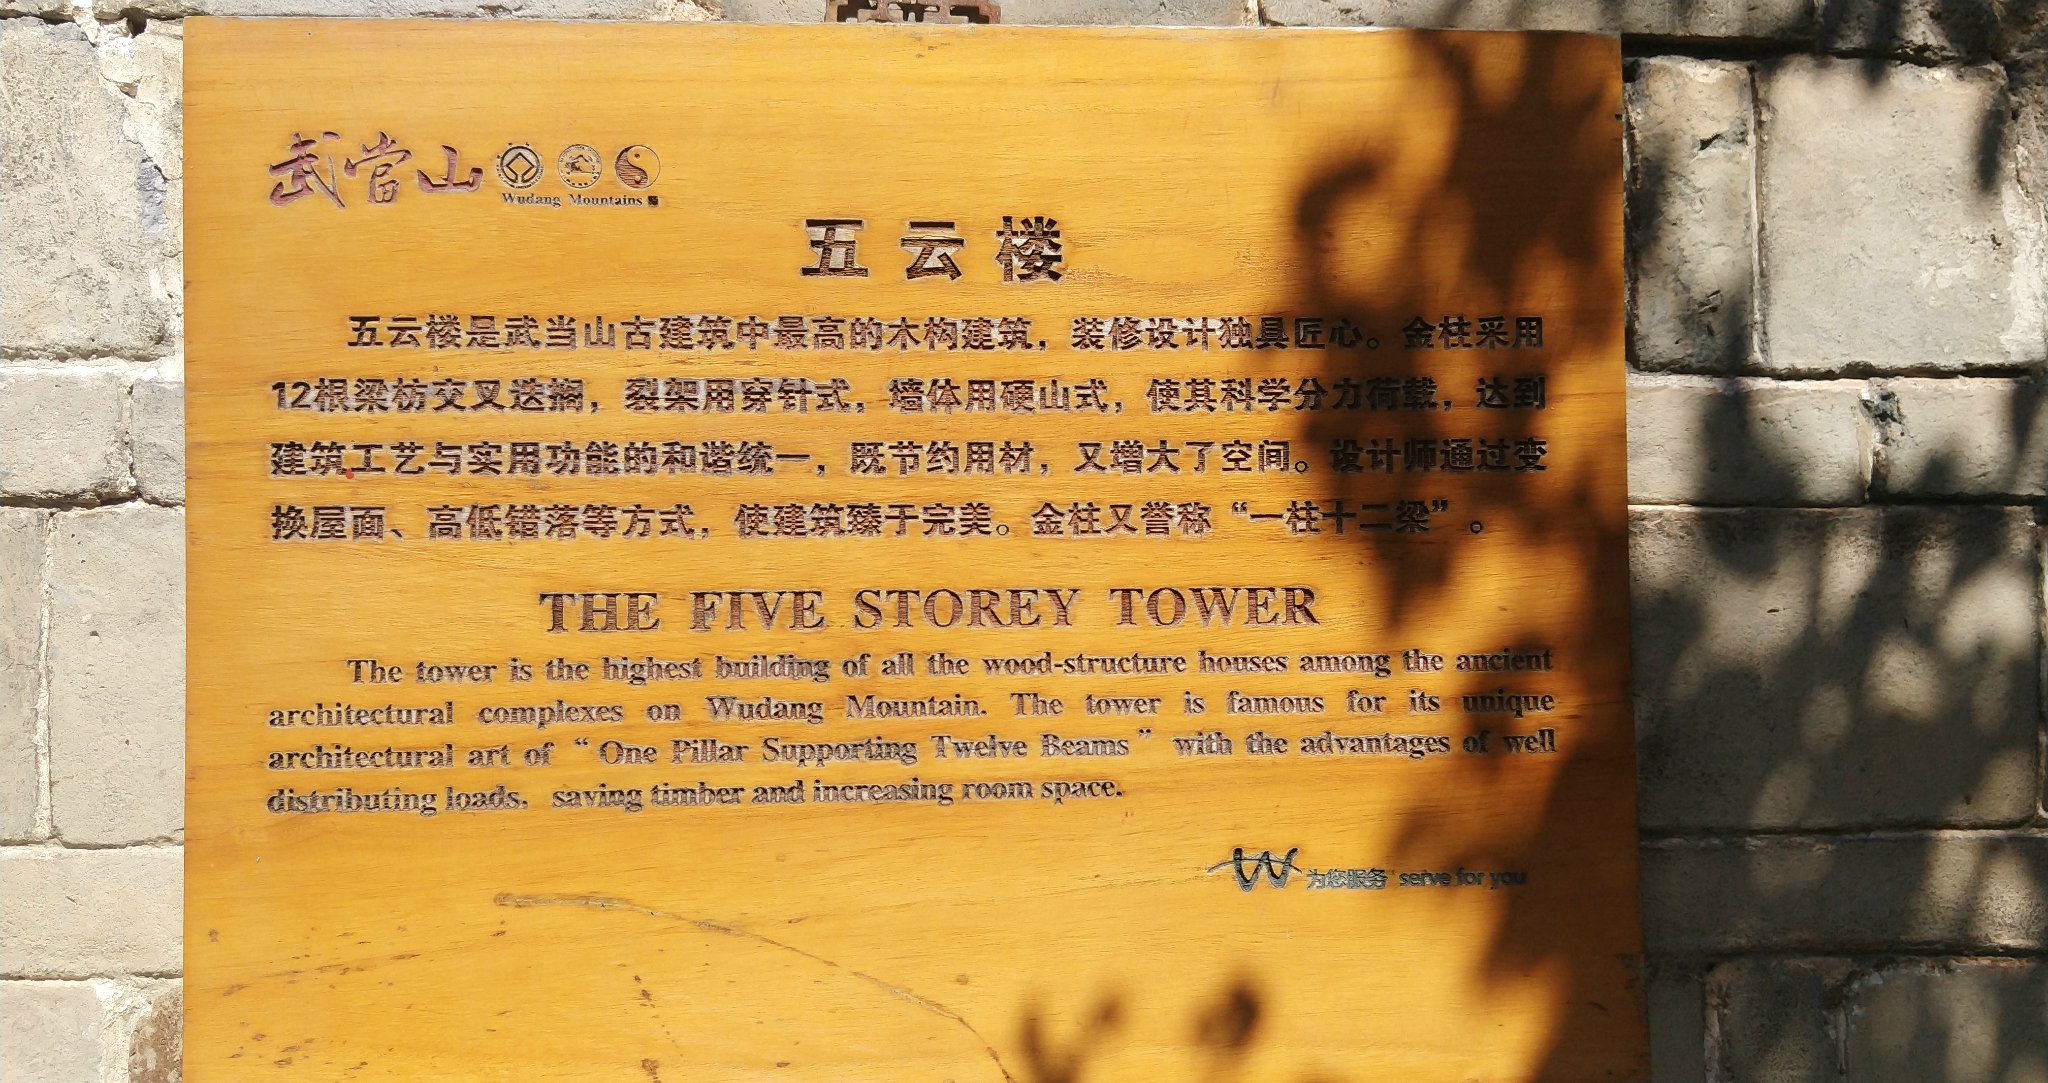 武當山
Wudang Mountains
五云楼
五云楼是武当山古建筑中最高的木构建筑，装修设计独具匠心。金柱采用
12根梁枋交叉迭搁，裂架用穿针式，墙体用硬山式，使其科学分力荷载，达到
建筑工艺与实用功能的和谐统一，既节约用材，又增大了空间。设计师通过变
换屋面、高低错落等方式，使建筑臻于完美。金柱又誉称“一柱十二梁”。
THE FIVE STOREY TOWER
The tower is the highest building of all the wood-structure houses among the ancient
architectural complexes on Wudang Mountain. The tower is famous for its unique
architectural art of “ One Pillar Supporting Twelve Beams ” with the advantages of well
distributing loads, saving timber and increasing room space.
W 为您服务 serve for you